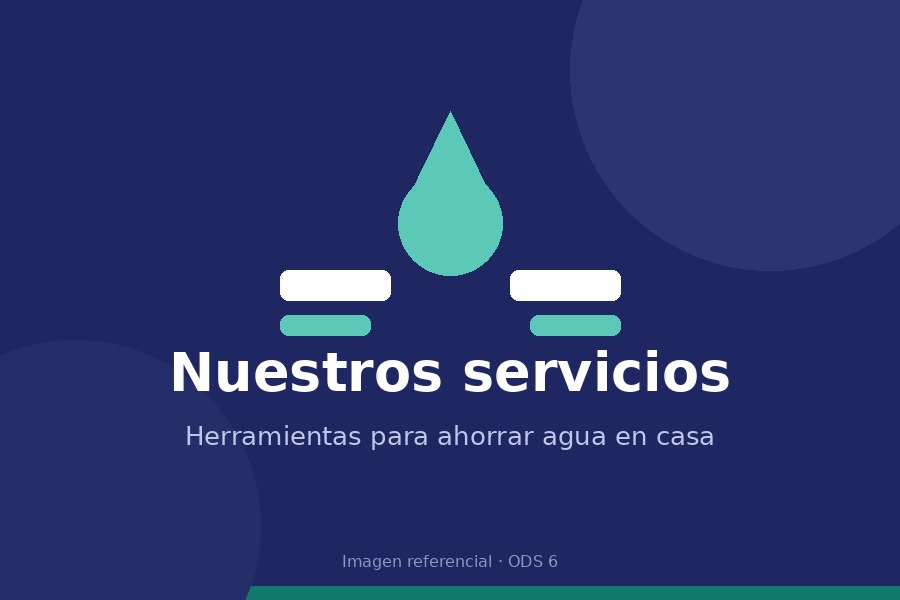 Nuestros servicios
Herramientas para ahorrar agua en casa
Imagen referencial · ODS 6